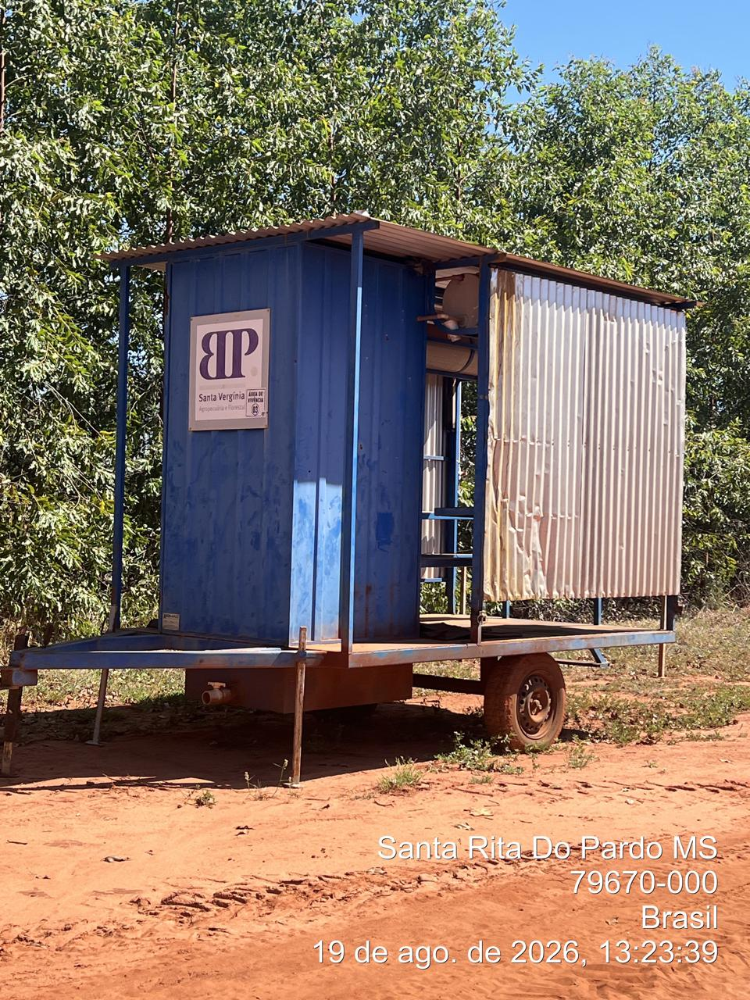 BP
Santa Vergínia
Agropecuária e Florestal
ÁREA DE
VIVÊNCIA
03
Santa Rita Do Pardo MS
79670-000
Brasil
19 de ago. de 2026, 13:23:39